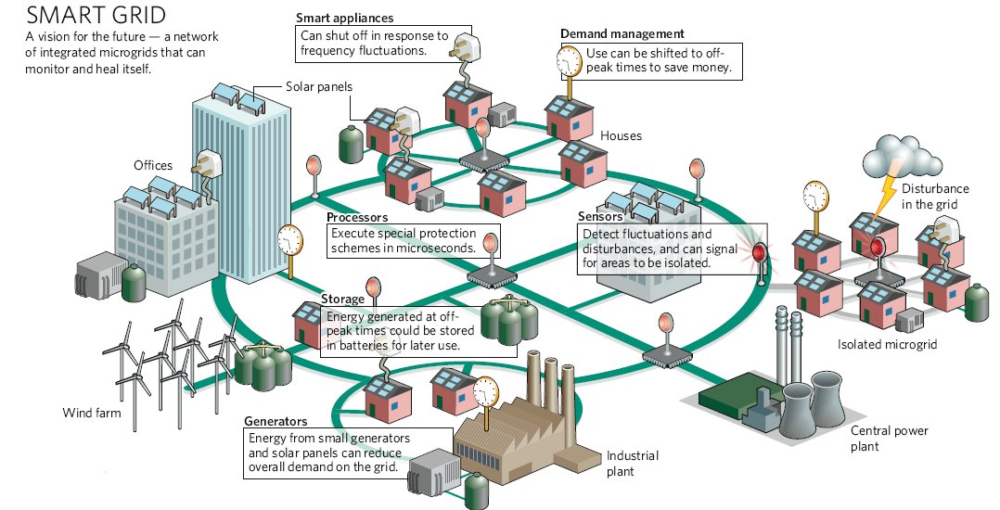 SMART GRID
A vision for the future — a network
of integrated microgrids that can
monitor and heal itself.
Smart appliances
Can shut off in response to
frequency fluctuations.
Demand management
Use can be shifted to off-
peak times to save money.
Solar panels
Houses
Offices
Disturbance
in the grid
Processors
Execute special protection
schemes in microseconds.
Sensors
Detect fluctuations and
disturbances, and can signal
for areas to be isolated.
Storage
Energy generated at off-
peak times could be stored
in batteries for later use.
Isolated microgrid
Wind farm
Generators
Energy from small generators
and solar panels can reduce
overall demand on the grid.
Industrial
plant
Central power
plant